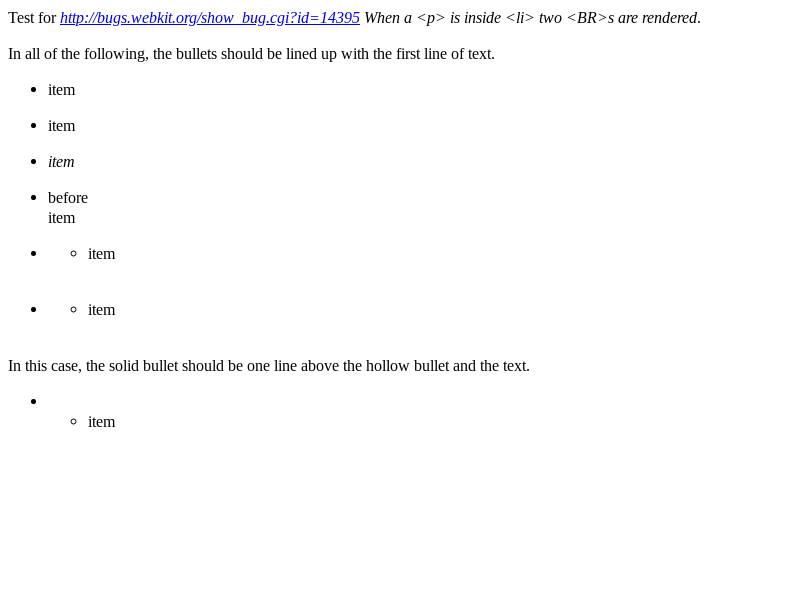 Test for http://bugs.webkit.org/show_bug.cgi?id=14395 When a <p> is inside <li> two <BR>s are rendered.
In all of the following, the bullets should be lined up with the first line of text.
• item
• item
• item
• before
item
• ◦ item
• ◦ item
In this case, the solid bullet should be one line above the hollow bullet and the text.
•
◦ item